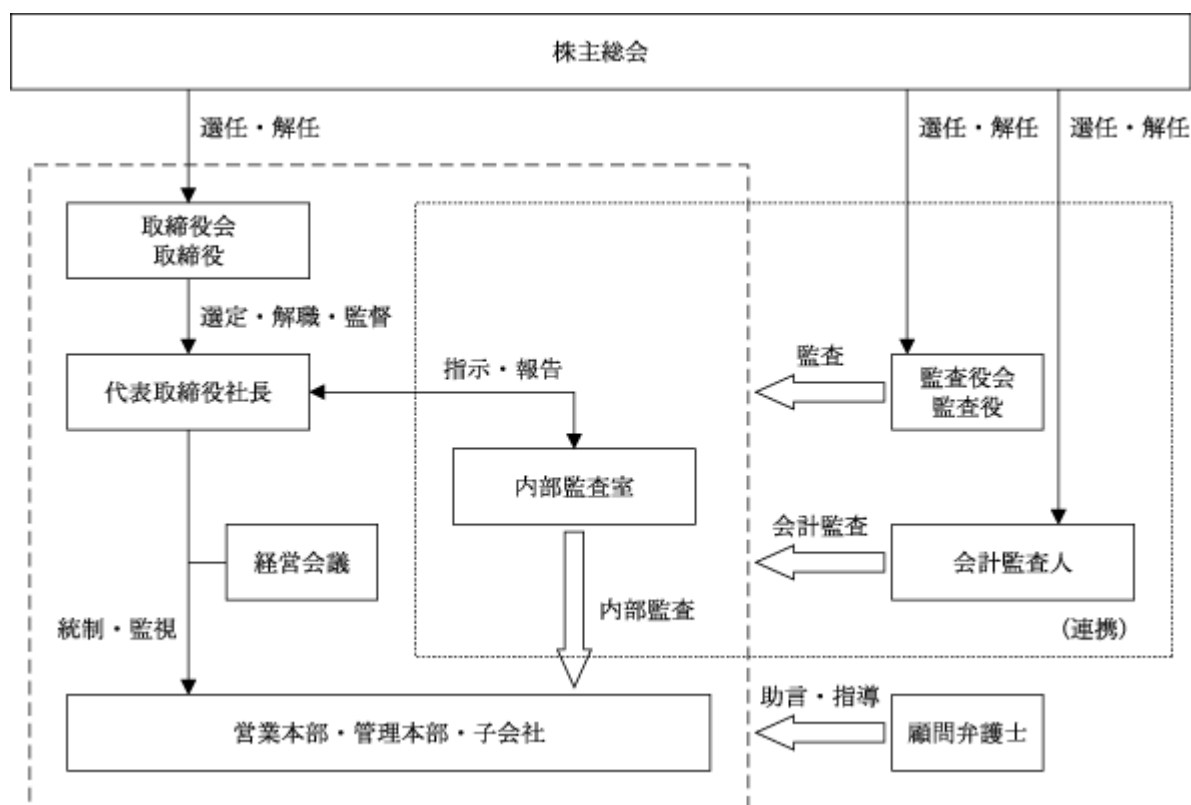 株主総会
選任・解任
選任・解任
選任・解任
取締役会
取締役
選定・解職・監督
代表取締役社長
指示・報告
監査
監査役会
監査役
内部監査室
会計監査
会計監査人
経営会議
内部監査
統制・監視
(連携)
営業本部・管理本部・子会社
助言・指導
顧問弁護士